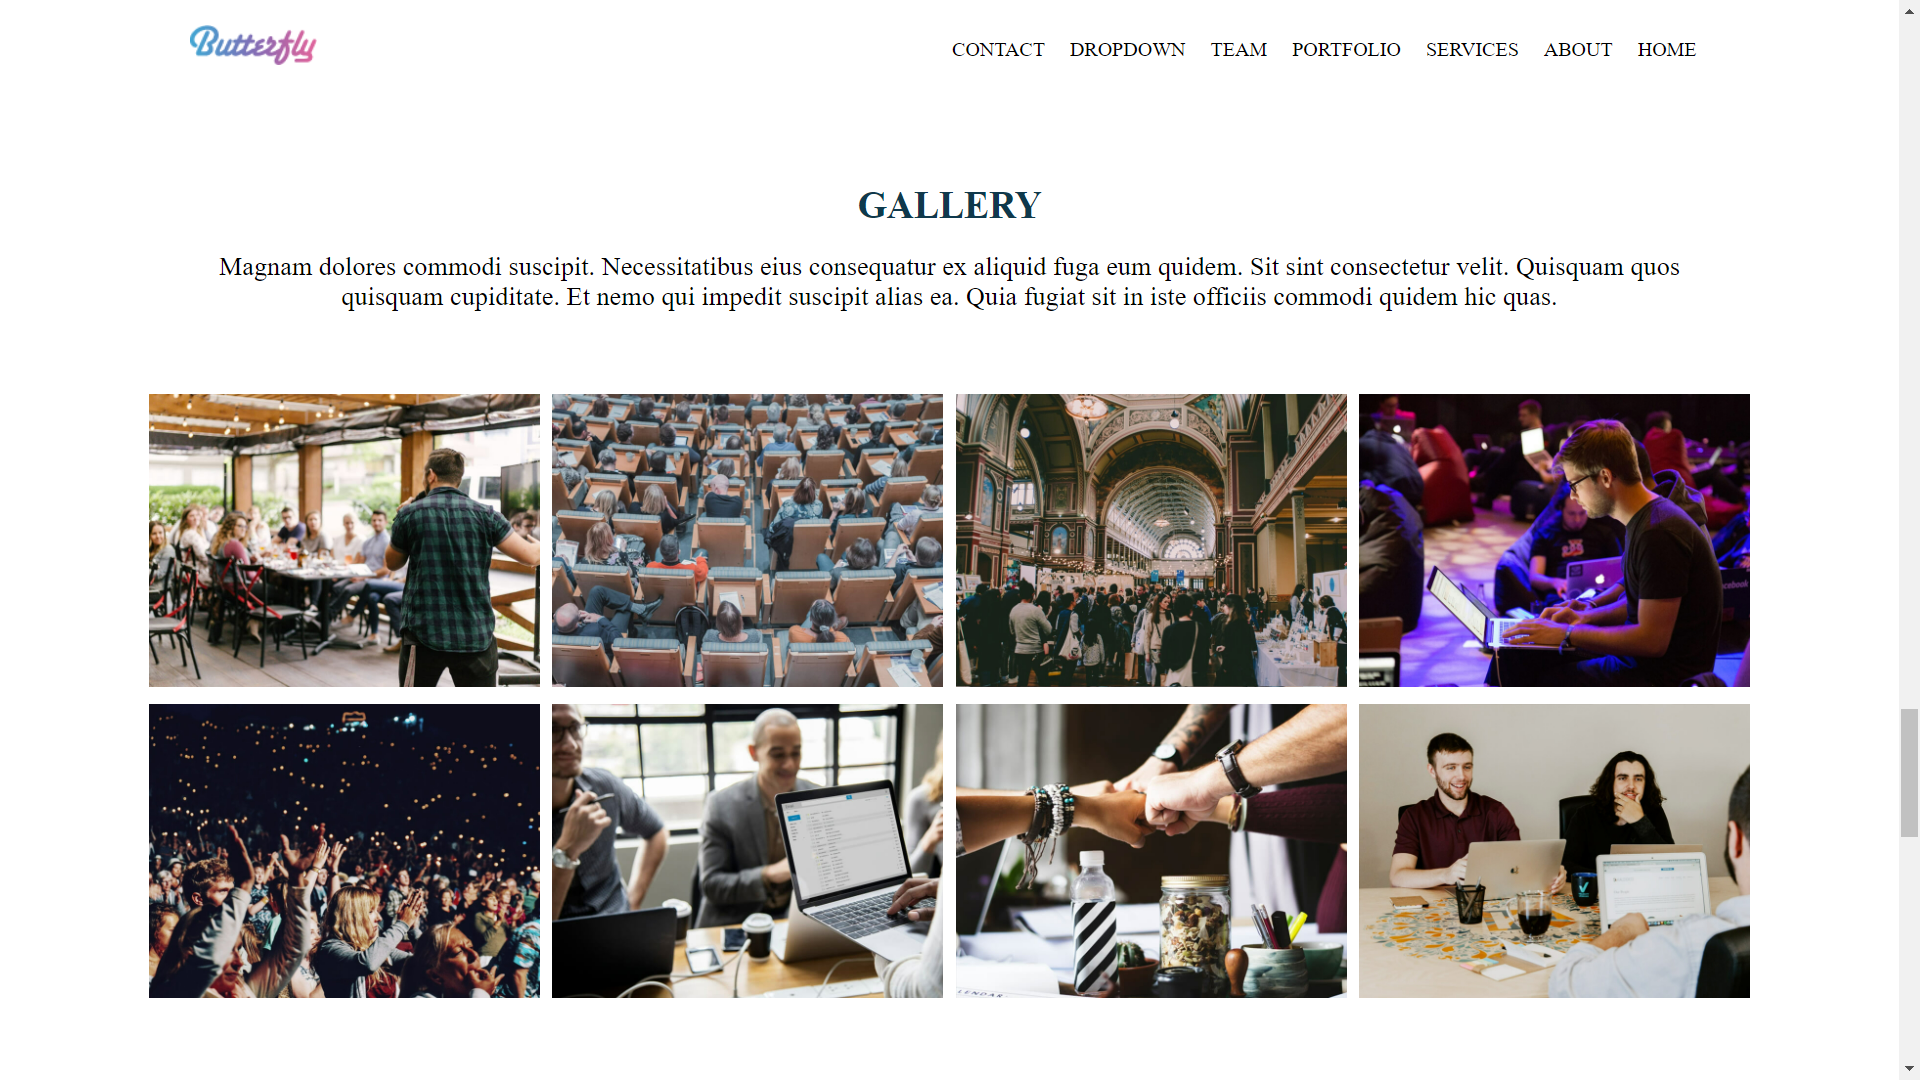 Butterfly
CONTACT DROPDOWN TEAM PORTFOLIO SERVICES ABOUT HOME
GALLERY
Magnam dolores commodi suscipit. Necessitatibus eius consequatur ex aliquid fuga eum quidem. Sit sint consectetur velit. Quisquam quos
quisquam cupiditate. Et nemo qui impedit suscipit alias ea. Quia fugiat sit in iste officiis commodi quidem hic quas.